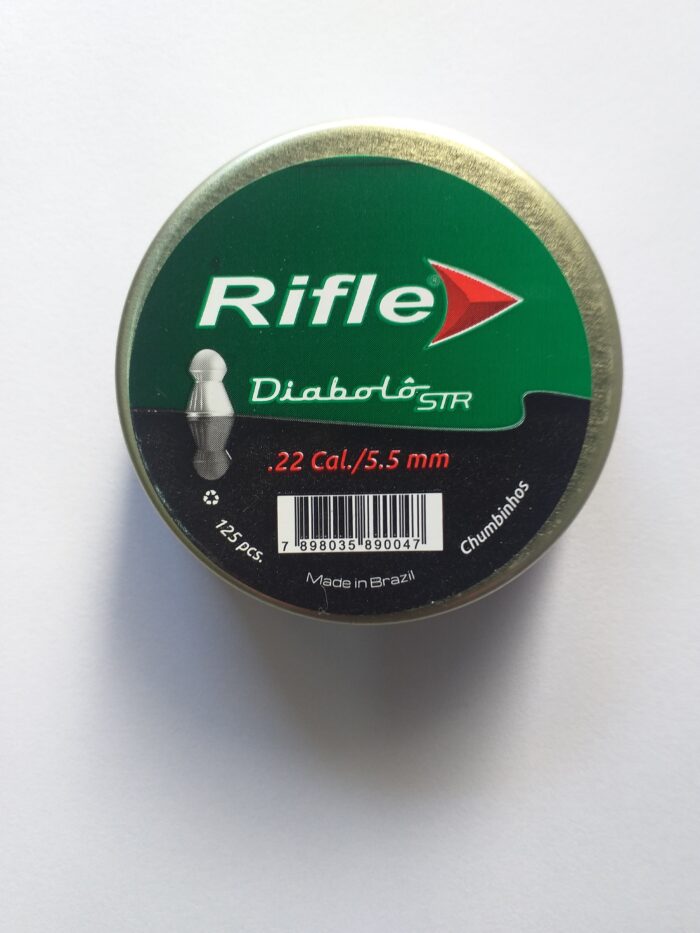 Rifle®
Diabolô STR
.22 Cal./5.5 mm
7 898035 890047
125 pcs.
Chumbinhos
Made in Brazil